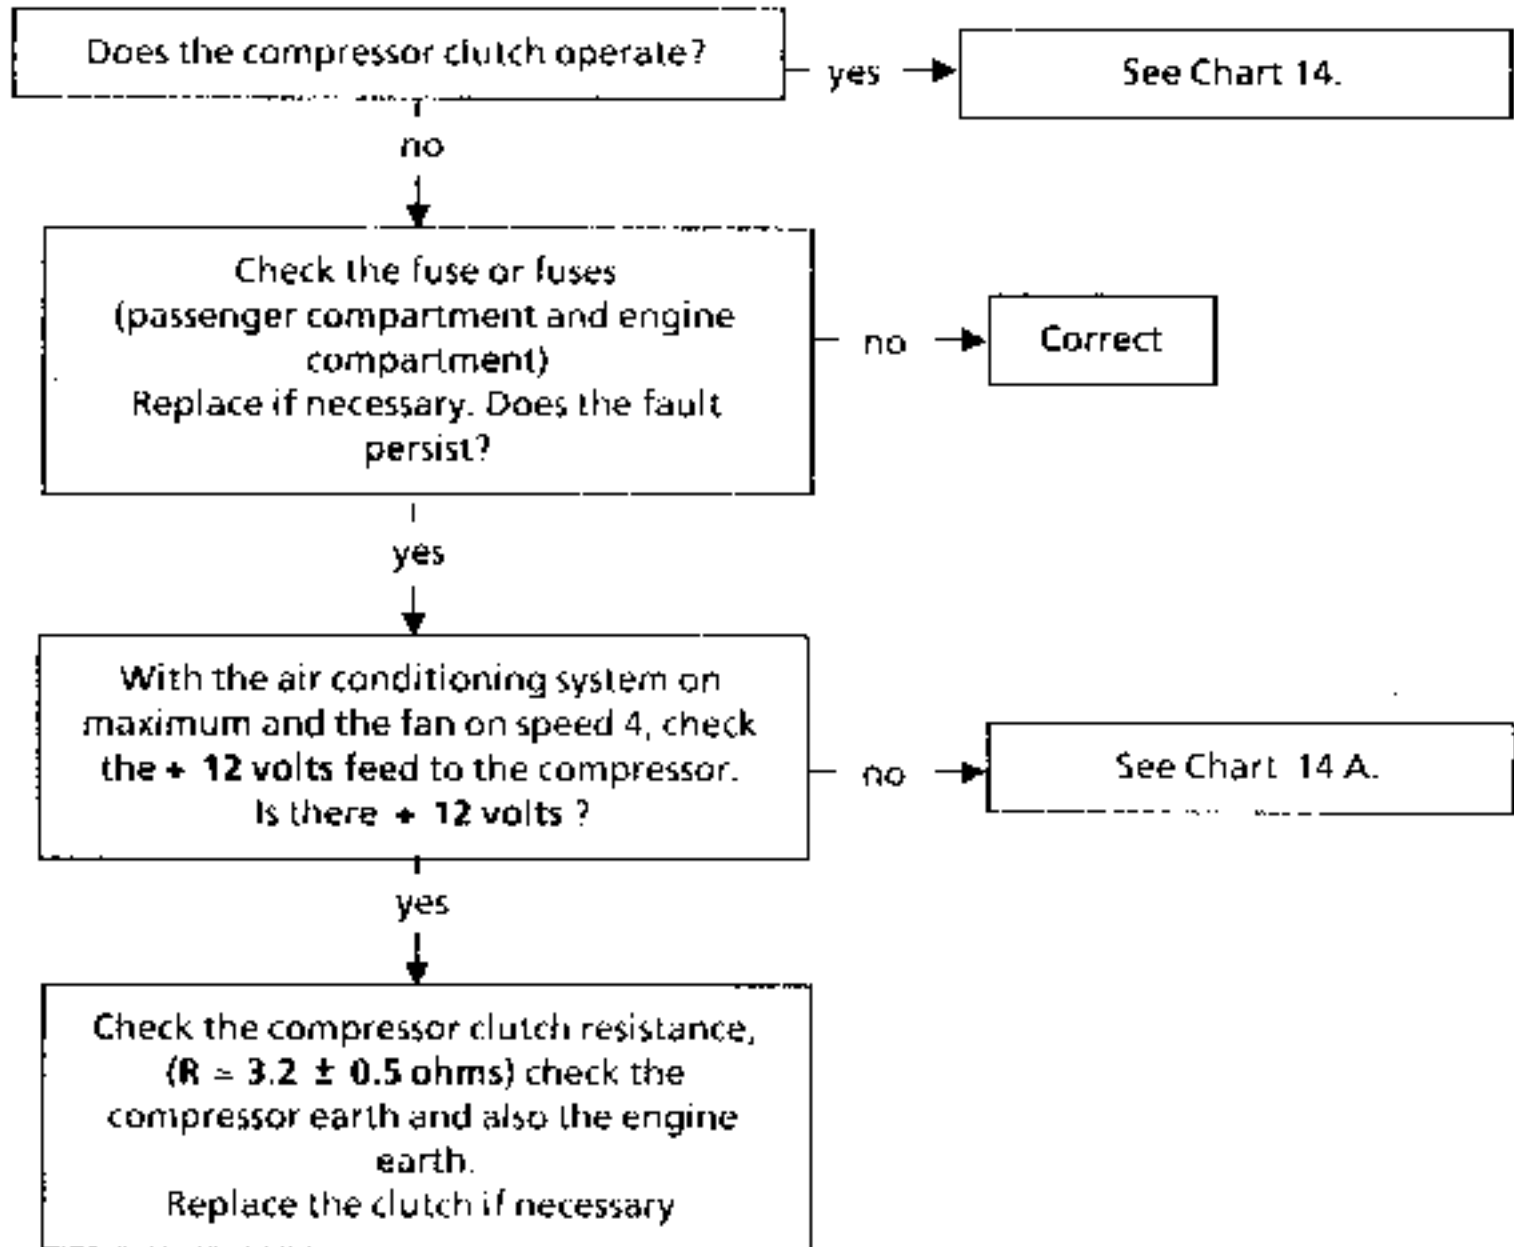 Does the compressor clutch operate?
yes
See Chart 14.
no
Check the fuse or fuses
(passenger compartment and engine
compartment)
Replace if necessary. Does the fault
persist?
no
Correct
yes
With the air conditioning system on
maximum and the fan on speed 4, check
the + 12 volts feed to the compressor.
Is there + 12 volts ?
no
See Chart 14 A.
yes
Check the compressor clutch resistance,
(R = 3.2 ± 0.5 ohms) check the
compressor earth and also the engine
earth.
Replace the clutch if necessary